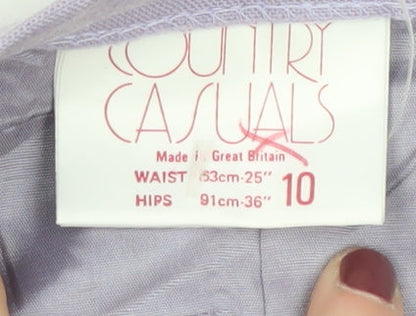 COUNTRY
CASUALS
Made in Great Britain
WAIST 63cm-25"
HIPS 91cm-36" 10